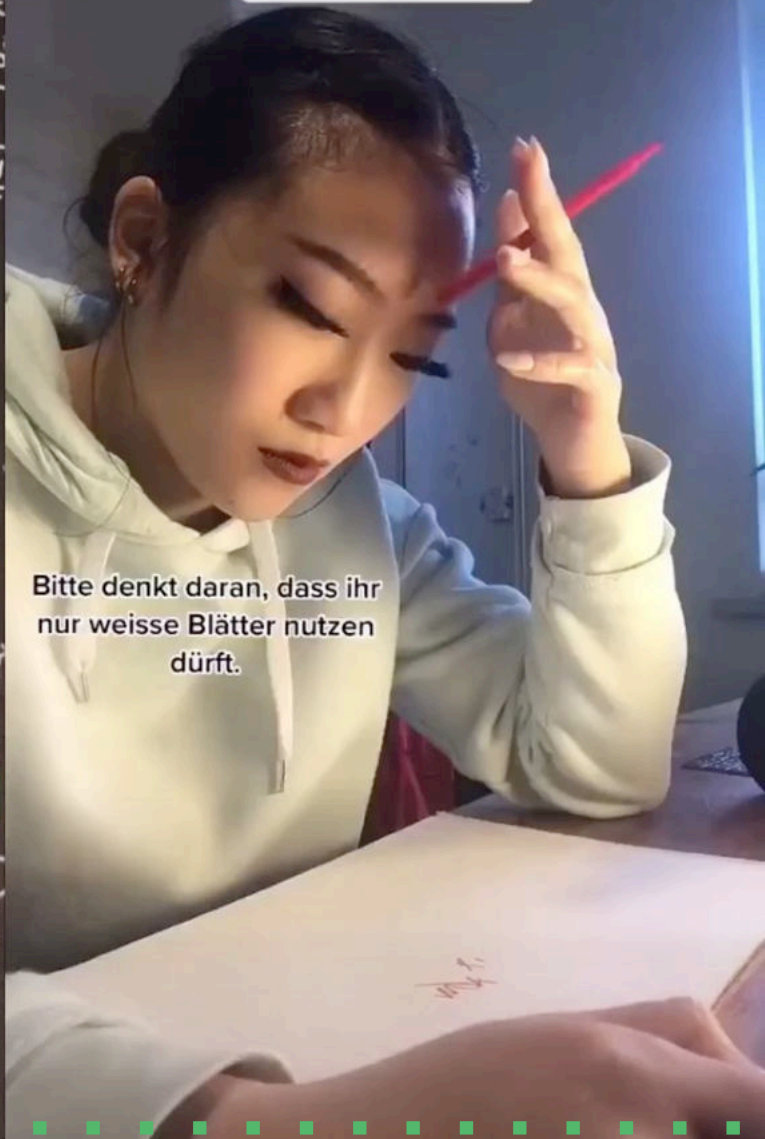 Bitte denkt daran, dass ihr
nur weisse Blätter nutzen
dürft.